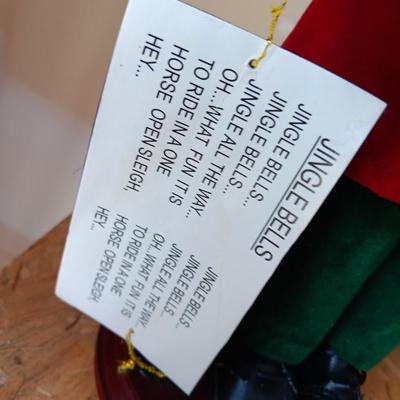 JINGLE BELLS
JINGLE BELLS...
JINGLE BELLS...
JINGLE ALL THE WAY...
OH...WHAT FUN IT IS
TO RIDE IN A ONE
HORSE OPEN SLEIGH,
HEY...
JINGLE BELLS...
JINGLE BELLS...
JINGLE ALL THE WAY...
OH...WHAT FUN IT IS
TO RIDE IN A ONE
HORSE OPEN SLEIGH,
HEY...